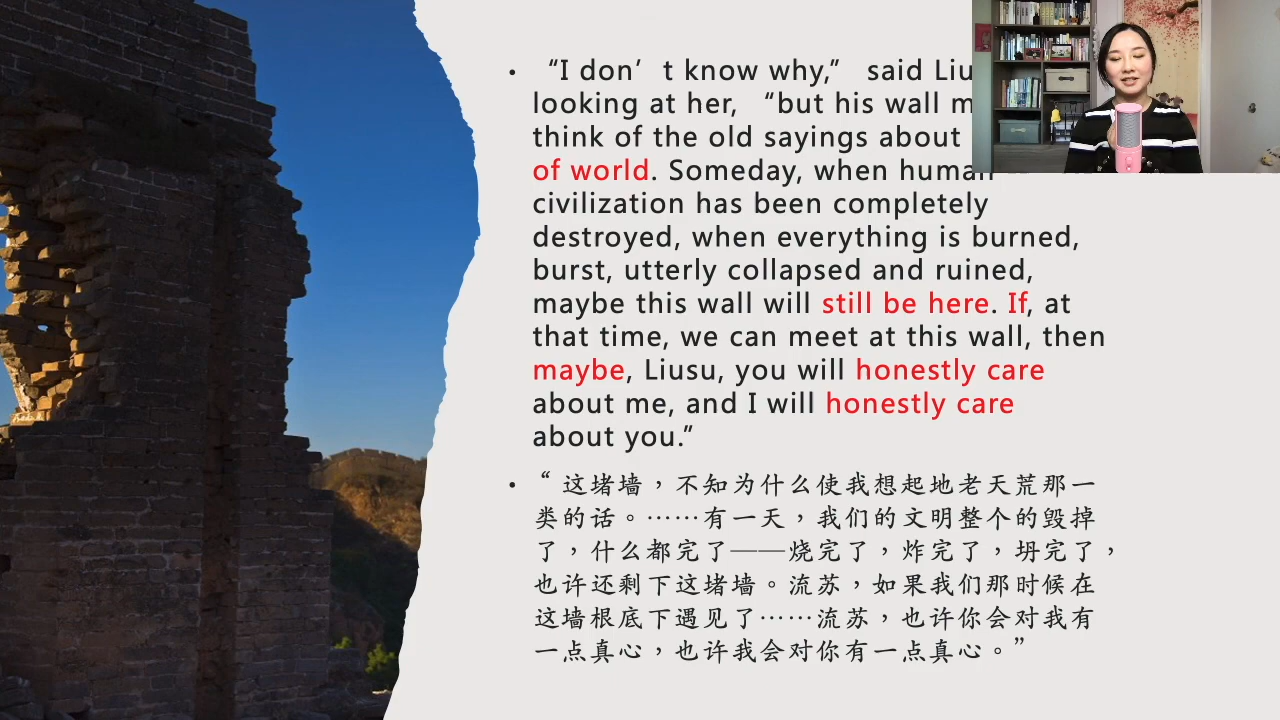 • “I don’t know why,” said Liu
looking at her, “but his wall m
think of the old sayings about
of world. Someday, when human
civilization has been completely
destroyed, when everything is burned,
burst, utterly collapsed and ruined,
maybe this wall will still be here. If, at
that time, we can meet at this wall, then
maybe, Liusu, you will honestly care
about me, and I will honestly care
about you.”
• “这堵墙，不知为什么使我想起地老天荒那一
类的话。……有一天，我们的文明整个的毁掉
了，什么都完了——烧完了，炸完了，坍完了，
也许还剩下这堵墙。流苏，如果我们那时候在
这墙根底下遇见了……流苏，也许你会对我有
一点真心，也许我会对你有一点真心。”